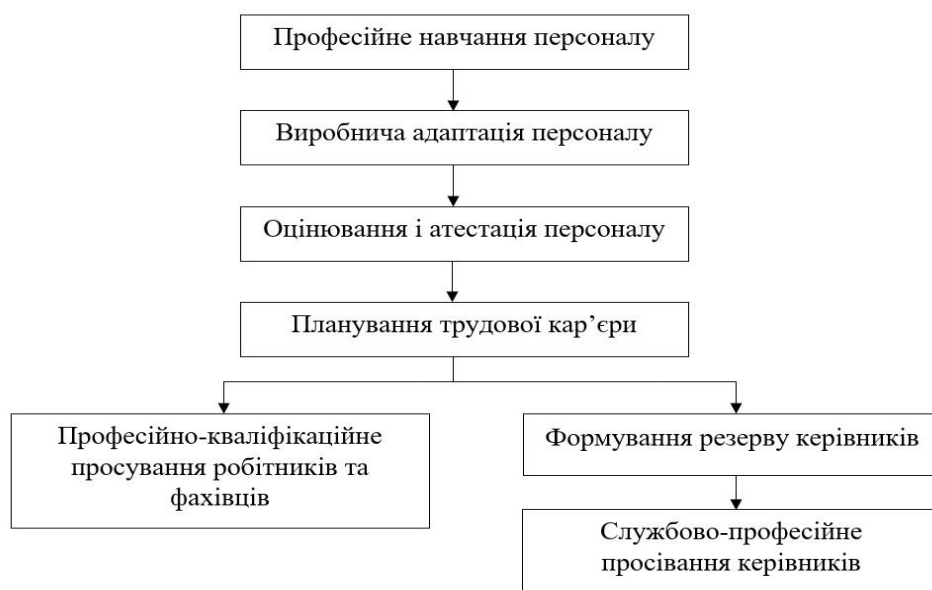 Професійне навчання персоналу
Виробнича адаптація персоналу
Оцінювання і атестація персоналу
Планування трудової кар’єри
Професійно-кваліфікаційне
просування робітників та
фахівців
Формування резерву керівників
Службово-професійне
просівання керівників